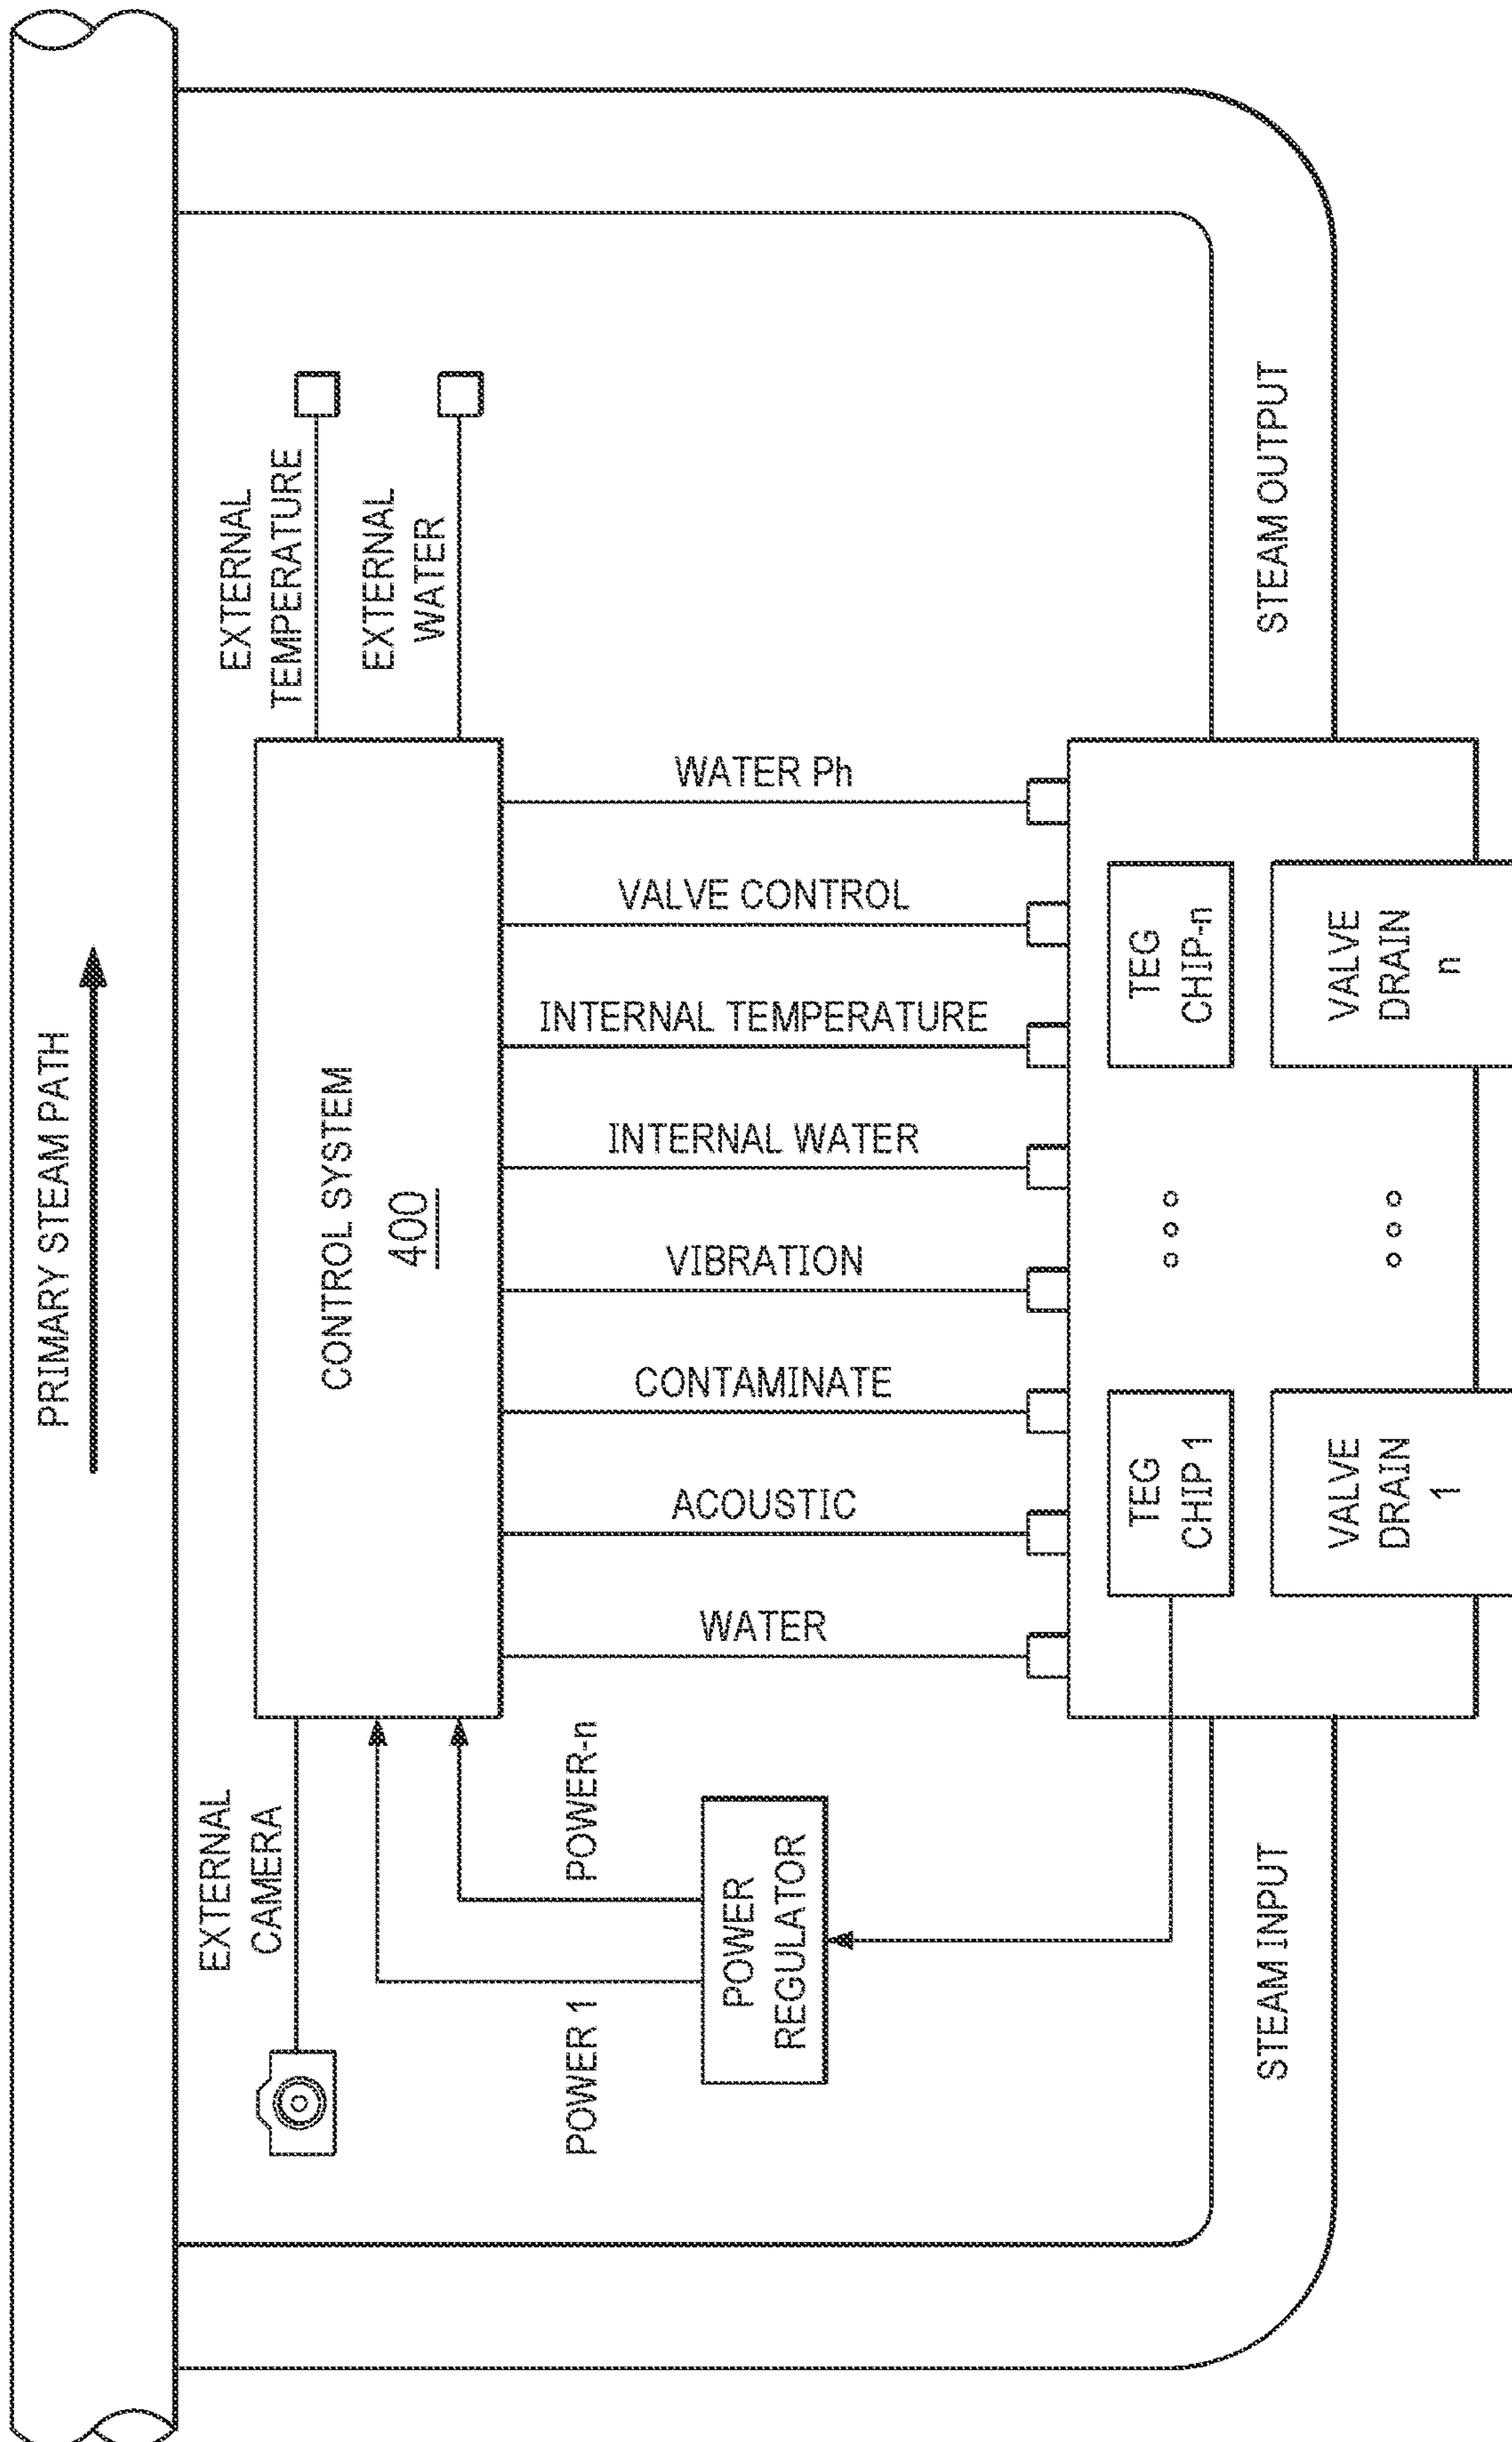 PRIMARY STEAM PATH
EXTERNAL
CAMERA
EXTERNAL
TEMPERATURE
EXTERNAL
WATER
CONTROL SYSTEM
400
POWER 1
POWER-n
POWER
REGULATOR
WATER
ACOUSTIC
CONTAMINATE
VIBRATION
INTERNAL WATER
INTERNAL TEMPERATURE
VALVE CONTROL
WATER Ph
STEAM INPUT
TEG
CHIP 1
TEG
CHIP-n
VALVE
DRAIN
1
VALVE
DRAIN
n
STEAM OUTPUT